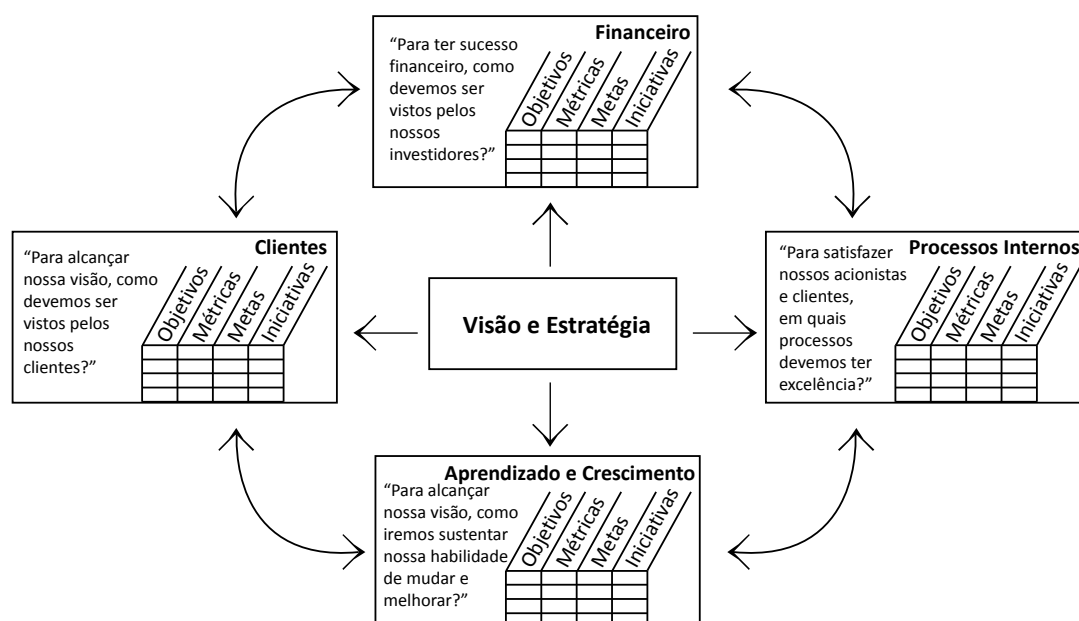 Financeiro
“Para ter sucesso
financeiro, como
devemos ser
vistos pelos
nossos
investidores?”
Objetivos
Métricas
Metas
Iniciativas
Clientes
“Para alcançar
nossa visão, como
devemos ser
vistos pelos
nossos
clientes?”
Objetivos
Métricas
Metas
Iniciativas
Visão e Estratégia
Processos Internos
“Para satisfazer
nossos acionistas
e clientes,
em quais
processos
devemos ter
excelência?”
Objetivos
Métricas
Metas
Iniciativas
Aprendizado e Crescimento
“Para alcançar
nossa visão, como
iremos sustentar
nossa habilidade
de mudar e
melhorar?”
Objetivos
Métricas
Metas
Iniciativas